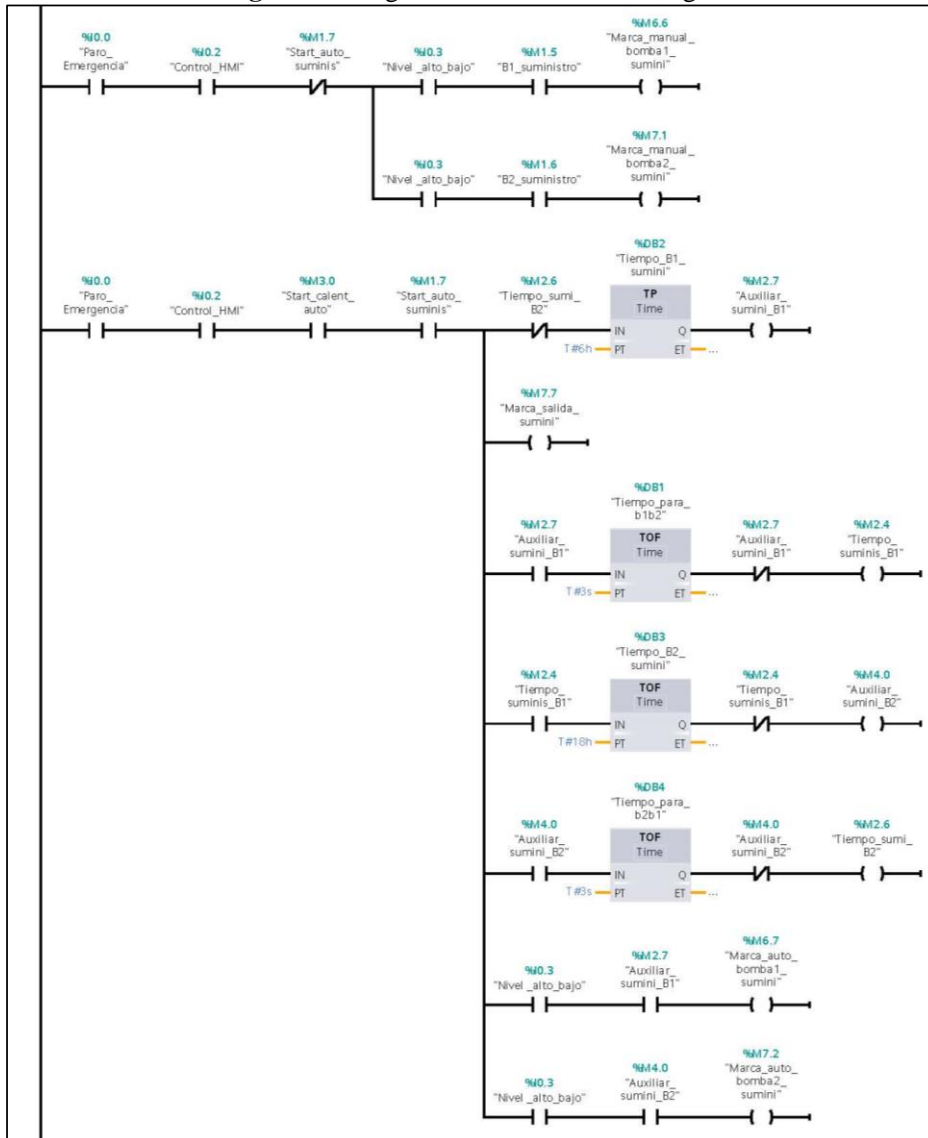 %I0.0
"Paro_
Emergencia"
%I0.2
"Control_HMI"
%M1.7
"Start_auto_
suminis"
%I0.3
"Nivel _alto_bajo"
%M1.5
"B1_suministro"
%M6.6
"Marca_manual_
bomba1_
sumini"
%I0.3
"Nivel _alto_bajo"
%M1.6
"B2_suministro"
%M7.1
"Marca_manual_
bomba2_
sumini"
%I0.0
"Paro_
Emergencia"
%I0.2
"Control_HMI"
%M3.0
"Start_calent_
auto"
%M1.7
"Start_auto_
suminis"
%M2.6
"Tiempo_sumi_
B2"
%DB2
"Tiempo_B1_
sumini"
TP
Time
IN Q
T#6h PT ET ...
%M2.7
"Auxiliar_
sumini_B1"
%M7.7
"Marca_salida_
sumini"
%M2.7
"Auxiliar_
sumini_B1"
%DB1
"Tiempo_para_
b1b2"
TOF
Time
IN Q
T#3s PT ET ...
%M2.7
"Auxiliar_
sumini_B1"
%M2.4
"Tiempo_
suminis_B1"
%M2.4
"Tiempo_
suminis_B1"
%DB3
"Tiempo_B2_
sumini"
TOF
Time
IN Q
T#18h PT ET ...
%M2.4
"Tiempo_
suminis_B1"
%M4.0
"Auxiliar_
sumini_B2"
%M4.0
"Auxiliar_
sumini_B2"
%DB4
"Tiempo_para_
b2b1"
TOF
Time
IN Q
T#3s PT ET ...
%M4.0
"Auxiliar_
sumini_B2"
%M2.6
"Tiempo_sumi_
B2"
%I0.3
"Nivel _alto_bajo"
%M2.7
"Auxiliar_
sumini_B1"
%M6.7
"Marca_auto_
bomba1_
sumini"
%I0.3
"Nivel _alto_bajo"
%M4.0
"Auxiliar_
sumini_B2"
%M7.2
"Marca_auto_
bomba2_
sumini"